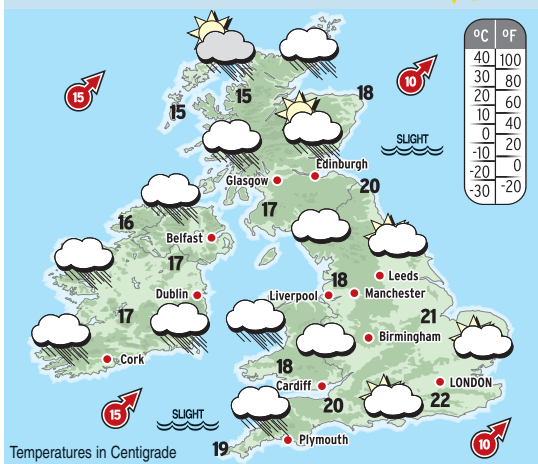 °C °F
40 100
30 80
20 60
10 40
0 20
-10 0
-20 -20
-30
15
10
15
15
18
SLIGHT
Edinburgh
Glasgow
20
17
16
Belfast
17
Leeds
18
Dublin
Liverpool
Manchester
17
21
Birmingham
Cork
18
Cardiff
LONDON
20
22
15
SLIGHT
Plymouth
10
19
Temperatures in Centigrade